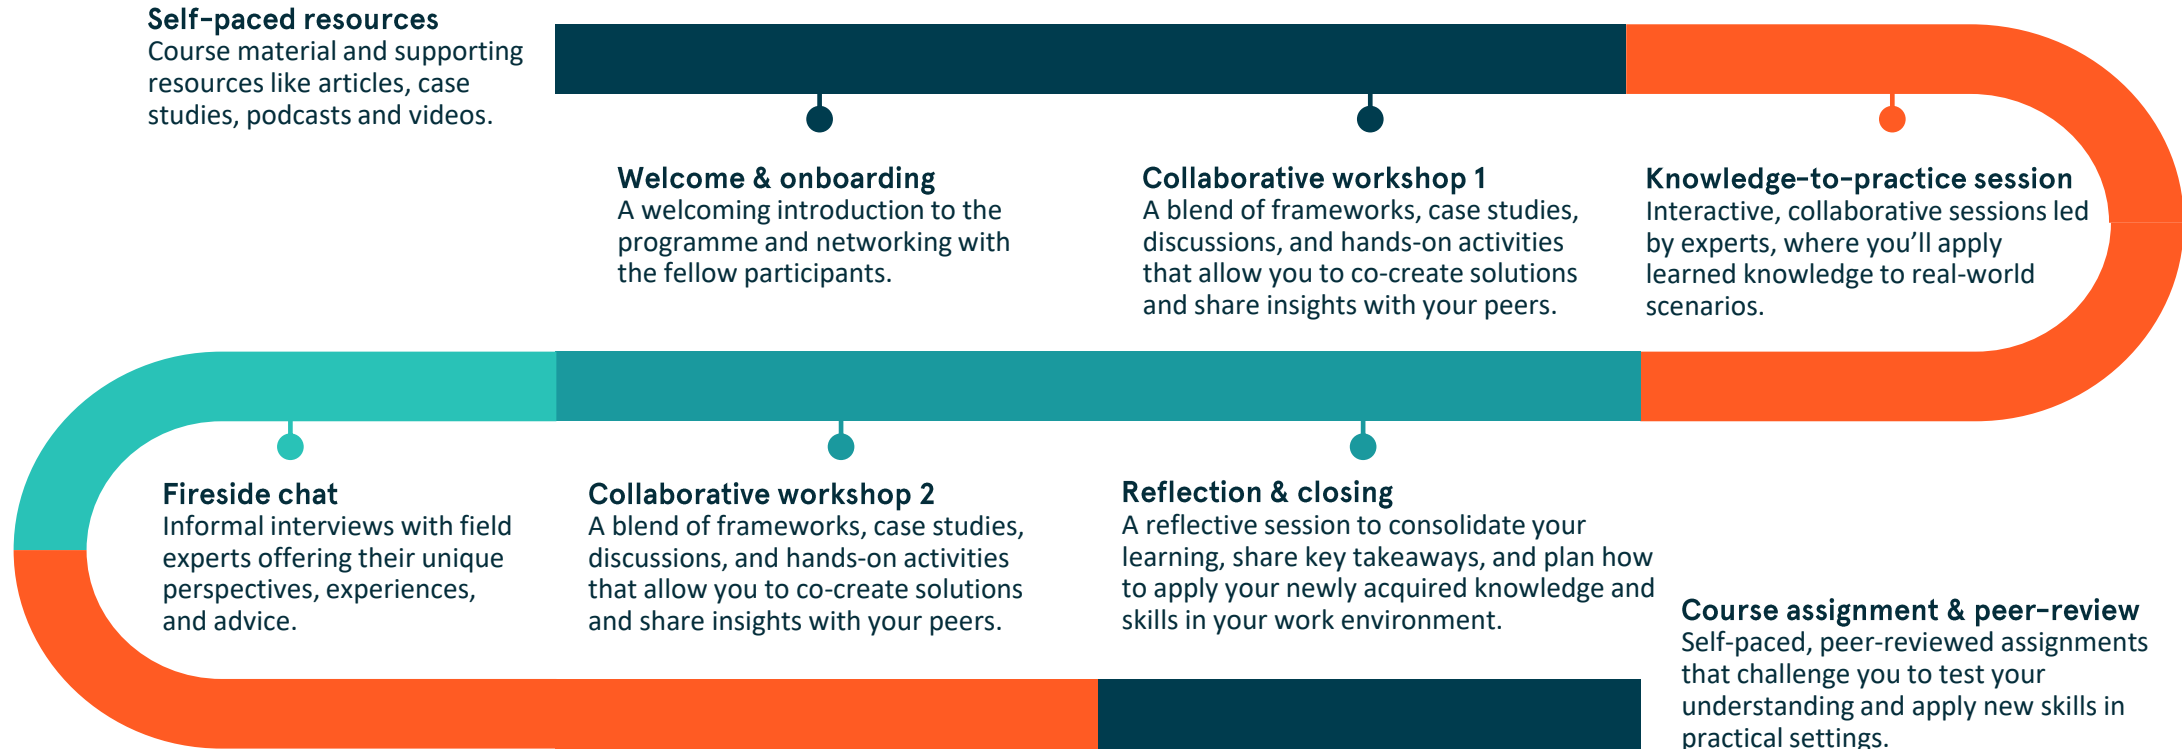 Self-paced resources
Course material and supporting
resources like articles, case
studies, podcasts and videos.
Welcome & onboarding
A welcoming introduction to the
programme and networking with
the fellow participants.
Collaborative workshop 1
A blend of frameworks, case studies,
discussions, and hands-on activities
that allow you to co-create solutions
and share insights with your peers.
Knowledge-to-practice session
Interactive, collaborative sessions led
by experts, where you’ll apply
learned knowledge to real-world
scenarios.
Fireside chat
Informal interviews with field
experts offering their unique
perspectives, experiences,
and advice.
Collaborative workshop 2
A blend of frameworks, case studies,
discussions, and hands-on activities
that allow you to co-create solutions
and share insights with your peers.
Reflection & closing
A reflective session to consolidate your
learning, share key takeaways, and plan how
to apply your newly acquired knowledge and
skills in your work environment.
Course assignment & peer-review
Self-paced, peer-reviewed assignments
that challenge you to test your
understanding and apply new skills in
practical settings.